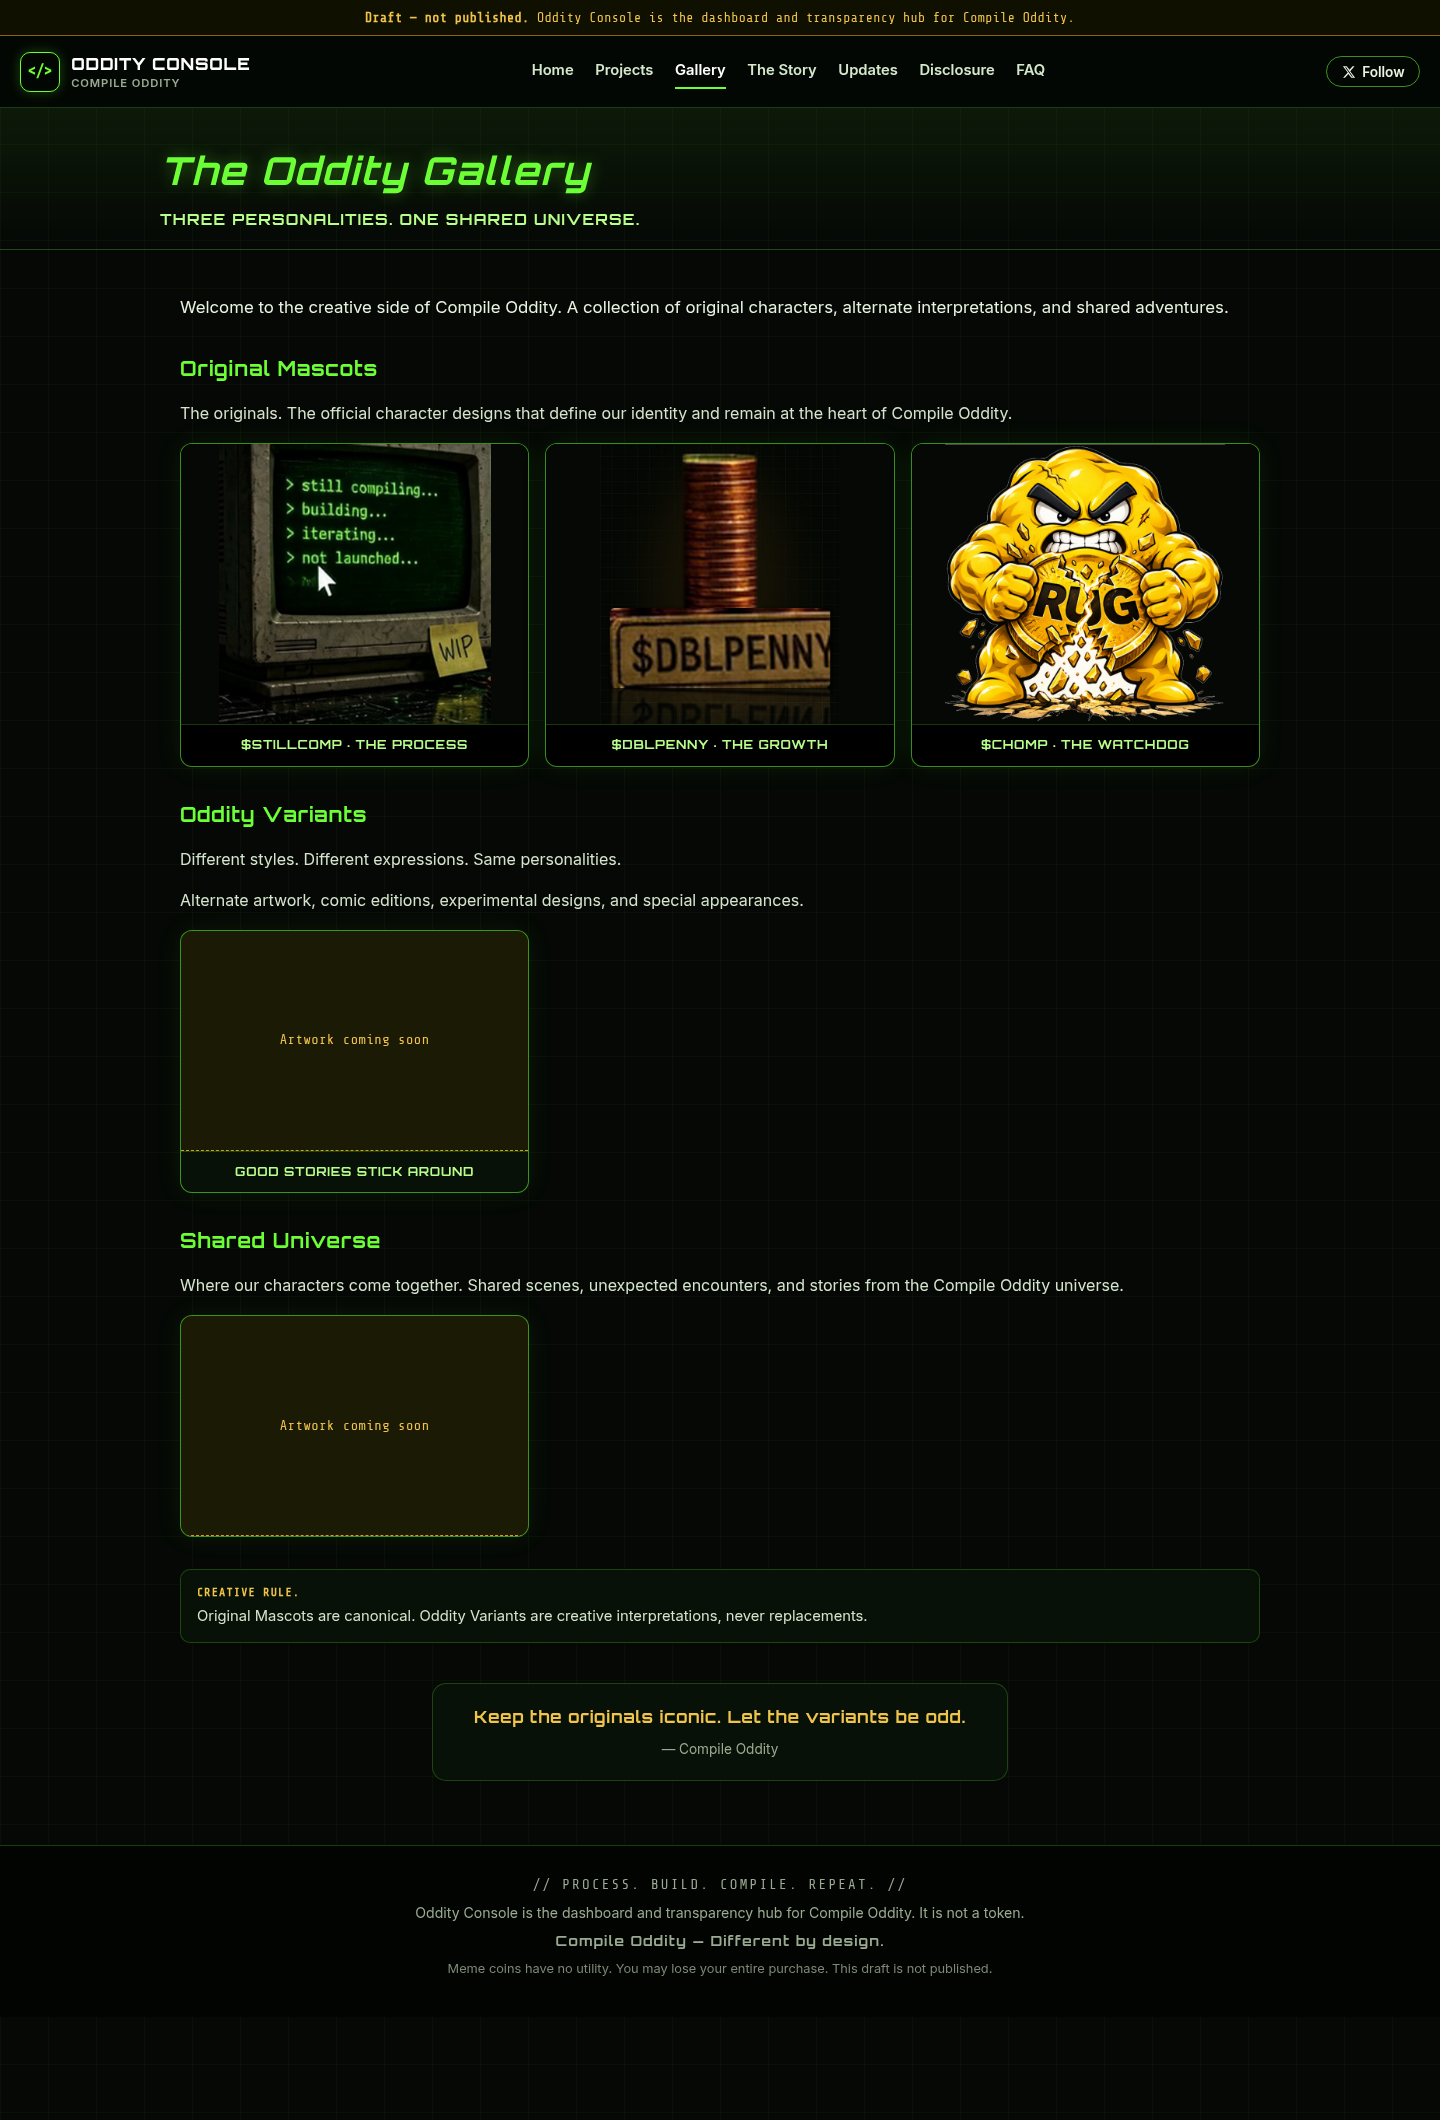 Draft — not published. Oddity Console is the dashboard and transparency hub for Compile Oddity.
</>
ODDITY CONSOLE
COMPILE ODDITY
Home Projects Gallery The Story Updates Disclosure FAQ
Follow
The Oddity Gallery
THREE PERSONALITIES. ONE SHARED UNIVERSE.
Welcome to the creative side of Compile Oddity. A collection of original characters, alternate interpretations, and shared adventures.
Original Mascots
The originals. The official character designs that define our identity and remain at the heart of Compile Oddity.
> still compiling...
> building...
> iterating...
> not launched...
WIP
$DBLPENNY
RUG
$STILLCOMP · THE PROCESS
$DBLPENNY · THE GROWTH
$CHOMP · THE WATCHDOG
Oddity Variants
Different styles. Different expressions. Same personalities.
Alternate artwork, comic editions, experimental designs, and special appearances.
Artwork coming soon
GOOD STORIES STICK AROUND
Shared Universe
Where our characters come together. Shared scenes, unexpected encounters, and stories from the Compile Oddity universe.
Artwork coming soon
CREATIVE RULE.
Original Mascots are canonical. Oddity Variants are creative interpretations, never replacements.
Keep the originals iconic. Let the variants be odd.
— Compile Oddity
// PROCESS. BUILD. COMPILE. REPEAT. //
Oddity Console is the dashboard and transparency hub for Compile Oddity. It is not a token.
Compile Oddity — Different by design.
Meme coins have no utility. You may lose your entire purchase. This draft is not published.